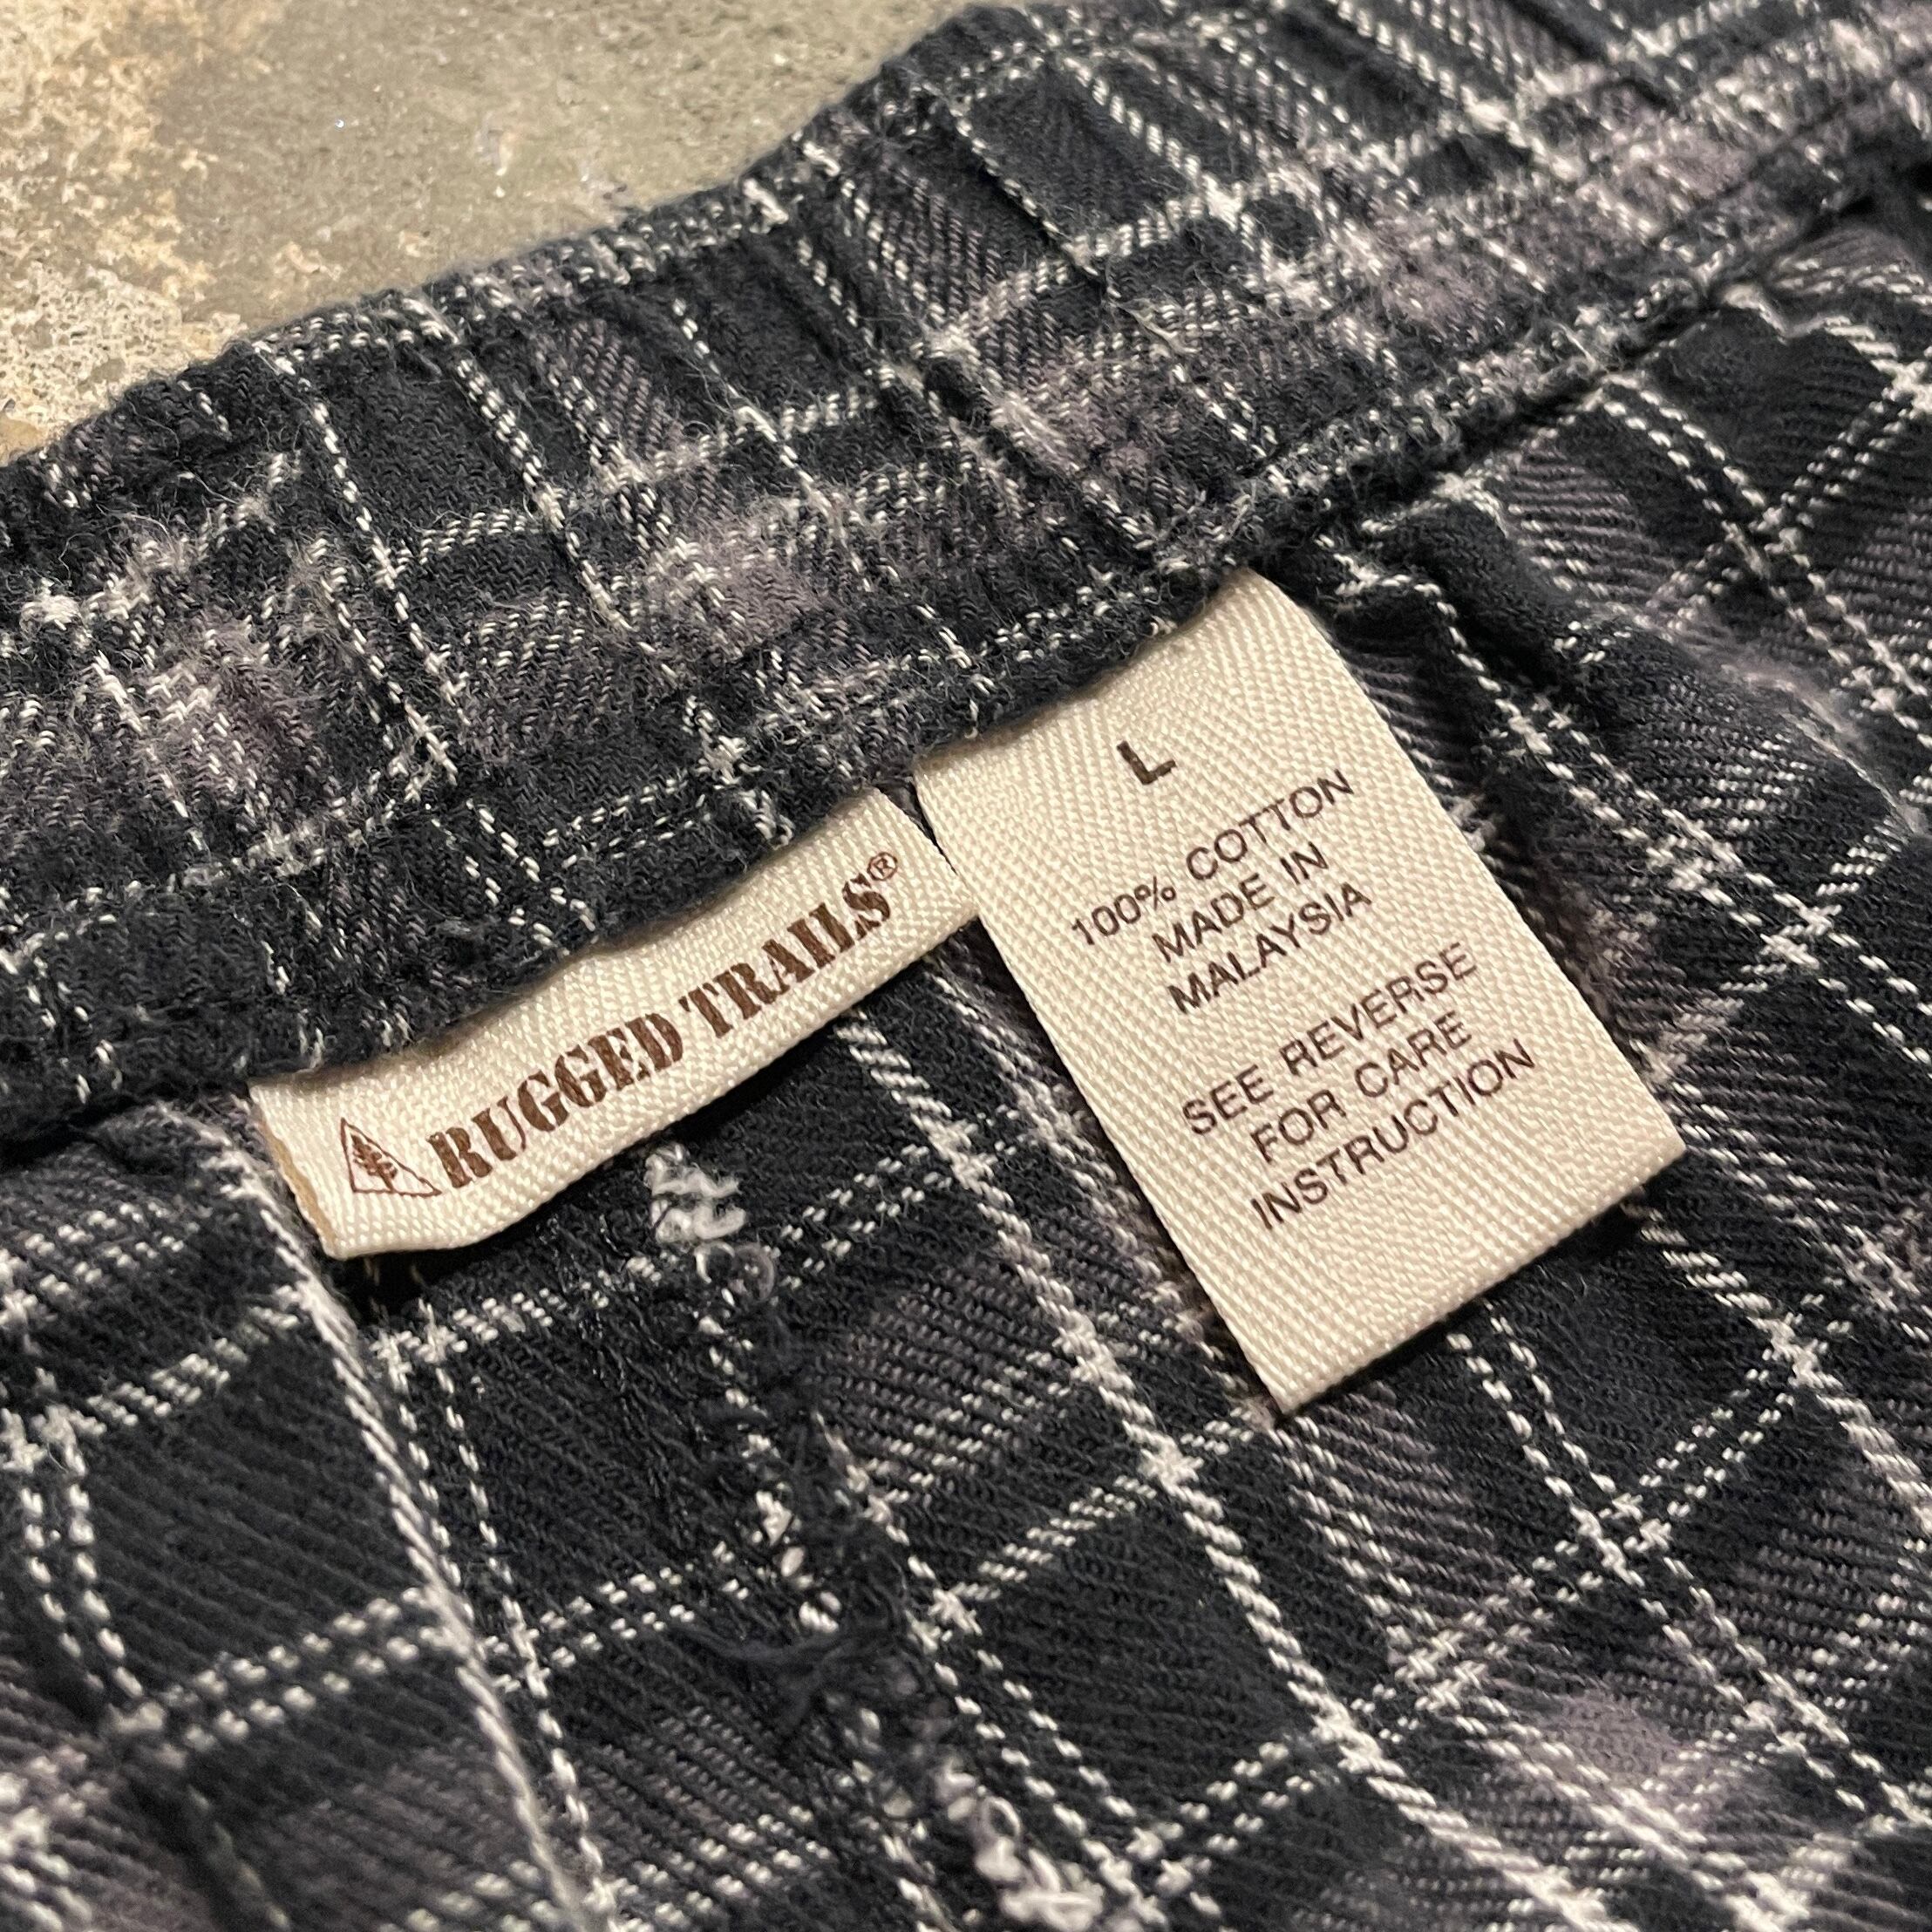 RUGGED TRAILS®
L
100% COTTON
MADE IN
MALAYSIA
SEE REVERSE
FOR CARE
INSTRUCTION